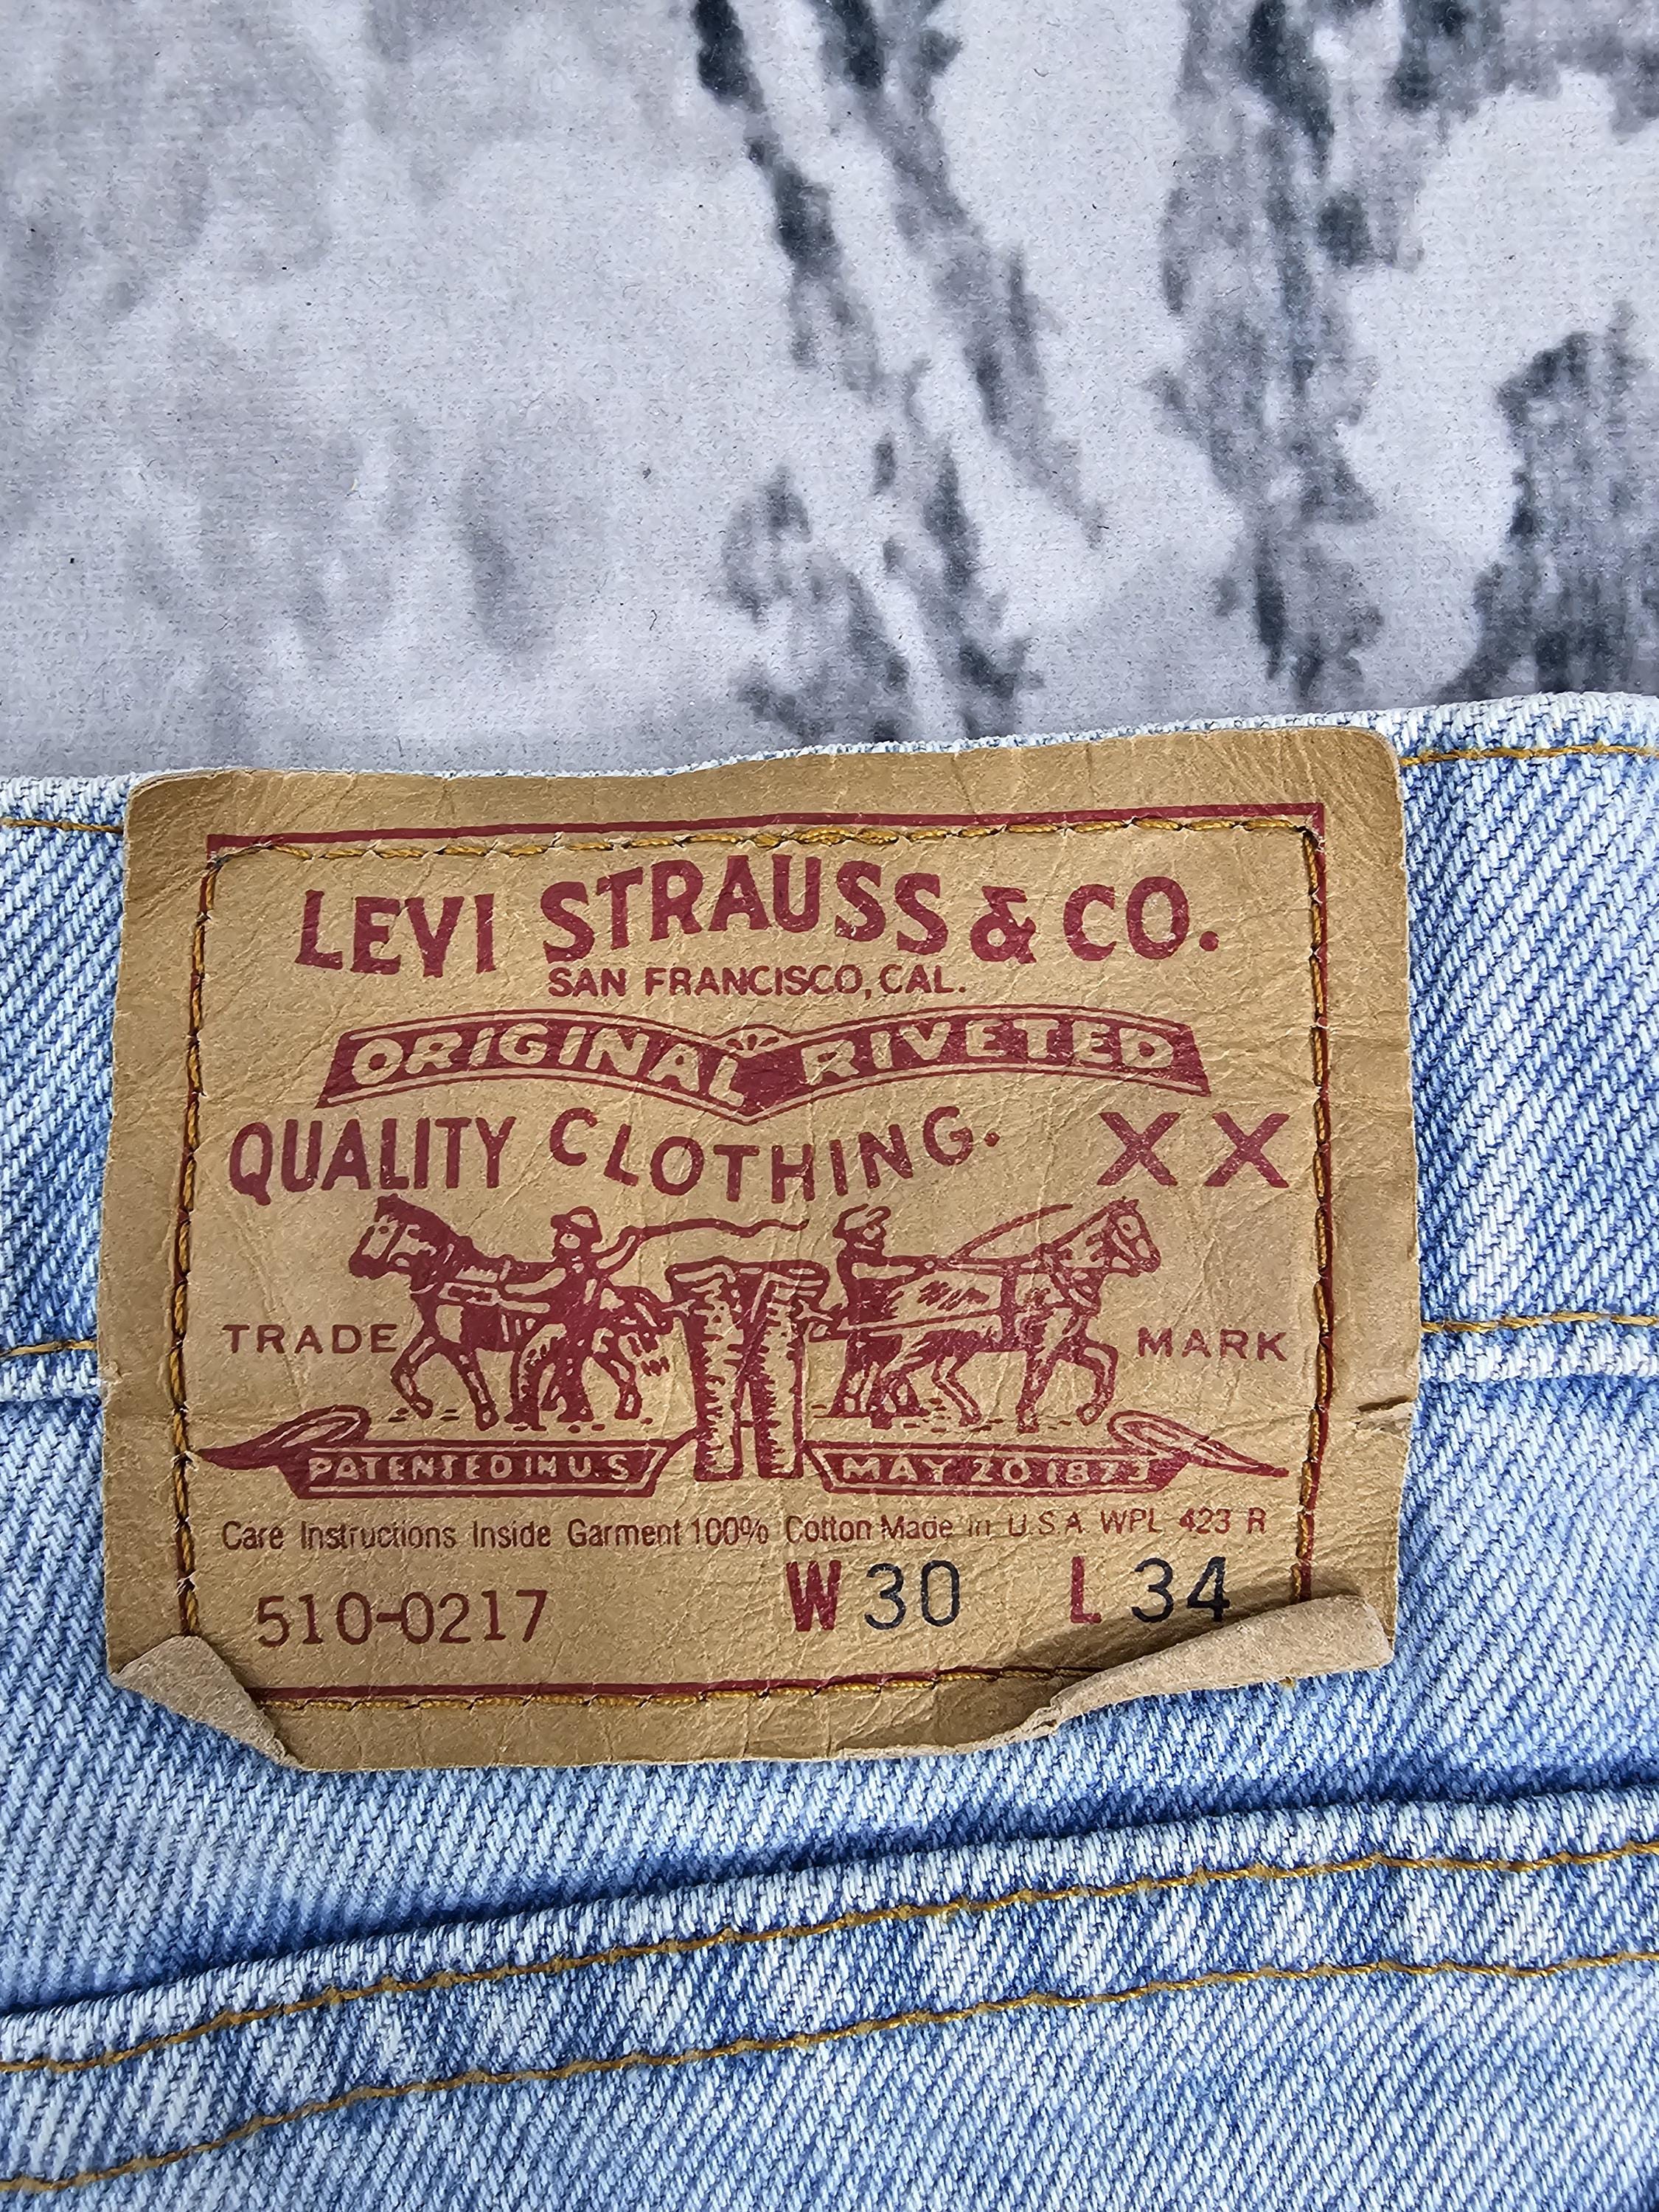 LEVI STRAUSS & CO.
SAN FRANCISCO, CAL.
ORIGINAL RIVETED
QUALITY CLOTHING. XX
TRADE MARK
PATENTED IN U.S MAY 20 1873
Care Instructions Inside Garment 100% Cotton Made in U S A WPL 423 R
510-0217 W 30 L 34